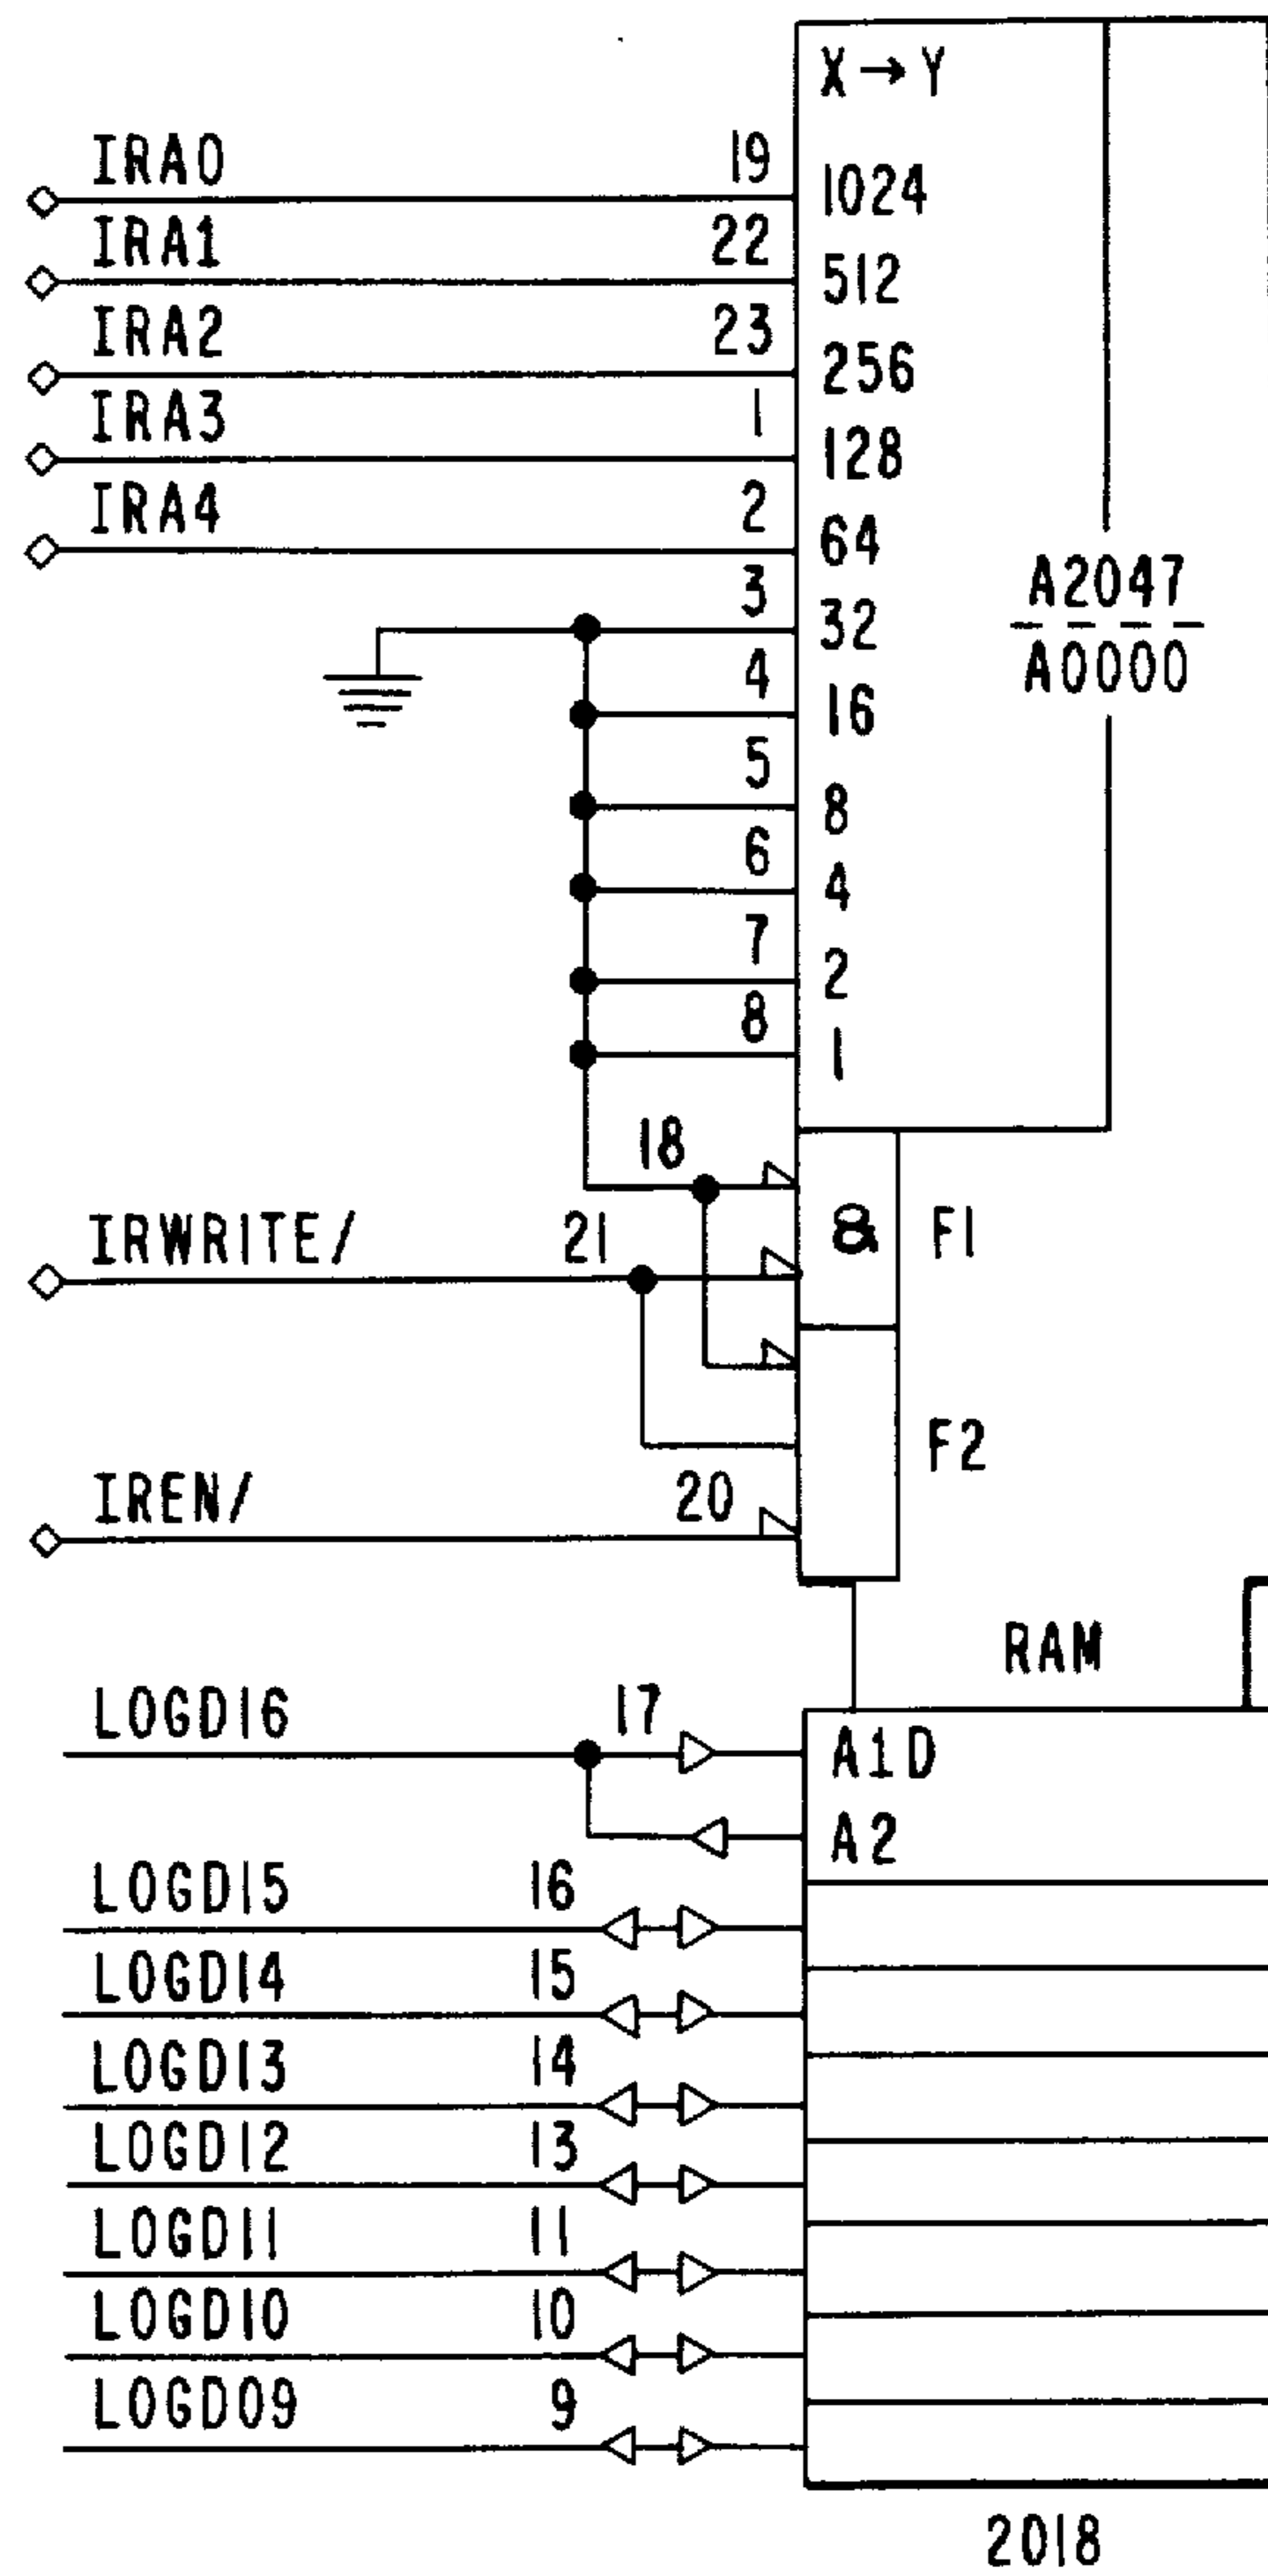 X→Y
IRA0 19 1024
IRA1 22 512
IRA2 23 256
IRA3 1 128
IRA4 2 64
A2047
3 32
A0000
4 16
5 8
6 4
7 2
8 1
18
IRWRITE/ 21 & F1
F2
IREN/ 20
RAM
LOGD16 17 A1D
A2
LOGD15 16
LOGD14 15
LOGD13 14
LOGD12 13
LOGD11 11
LOGD10 10
LOGD09 9
2018